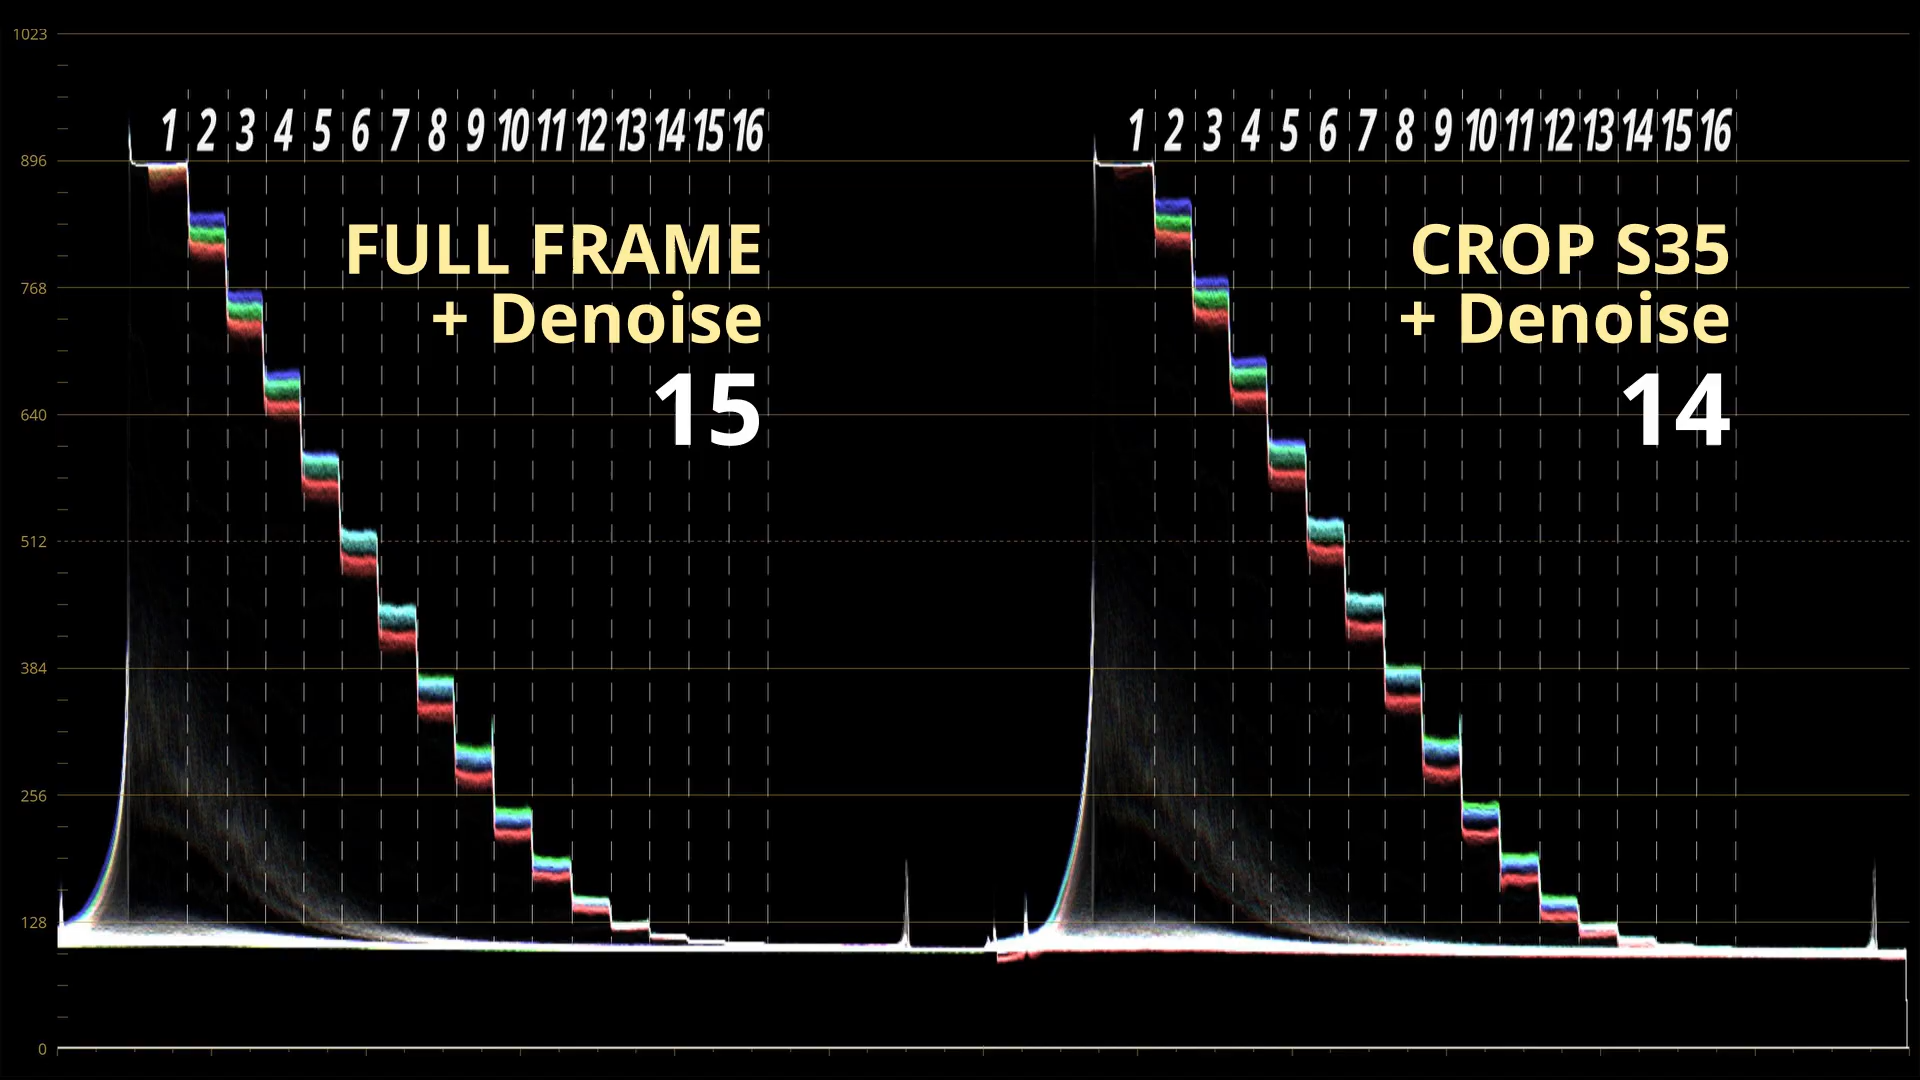 1023
896
768
640
512
384
256
128
0
1 2 3 4 5 6 7 8 9 10 11 12 13 14 15 16
FULL FRAME
+ Denoise
15
1 2 3 4 5 6 7 8 9 10 11 12 13 14 15 16
CROP S35
+ Denoise
14